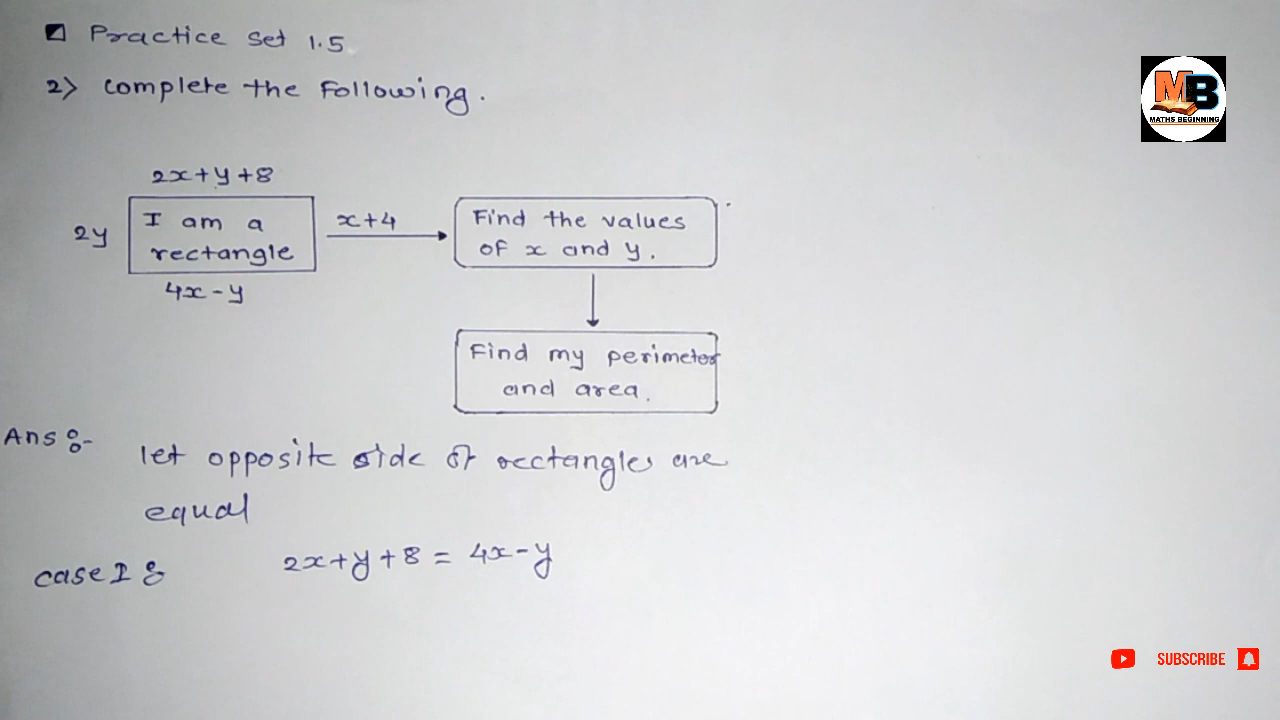 Practice Set 1.5
2) Complete the Following.
MB
MATHS BEGINNING
2x+y+8
2y
I am a
rectangle
x+4
Find the values
of x and y.
4x-y
Find my perimeter
and area.
Ans :-
let opposite side of rectangles are
equal
case I :
2x+y+8 = 4x-y
SUBSCRIBE